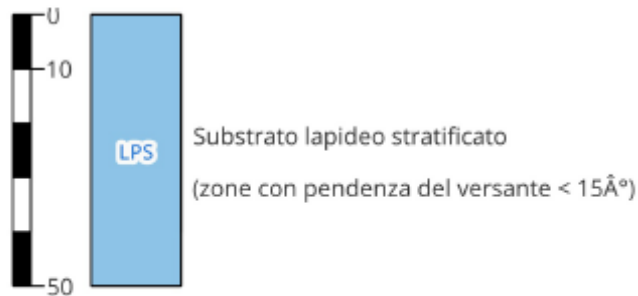 0
10
LPS
Substrato lapideo stratificato
(zone con pendenza del versante < 15Â°)
50